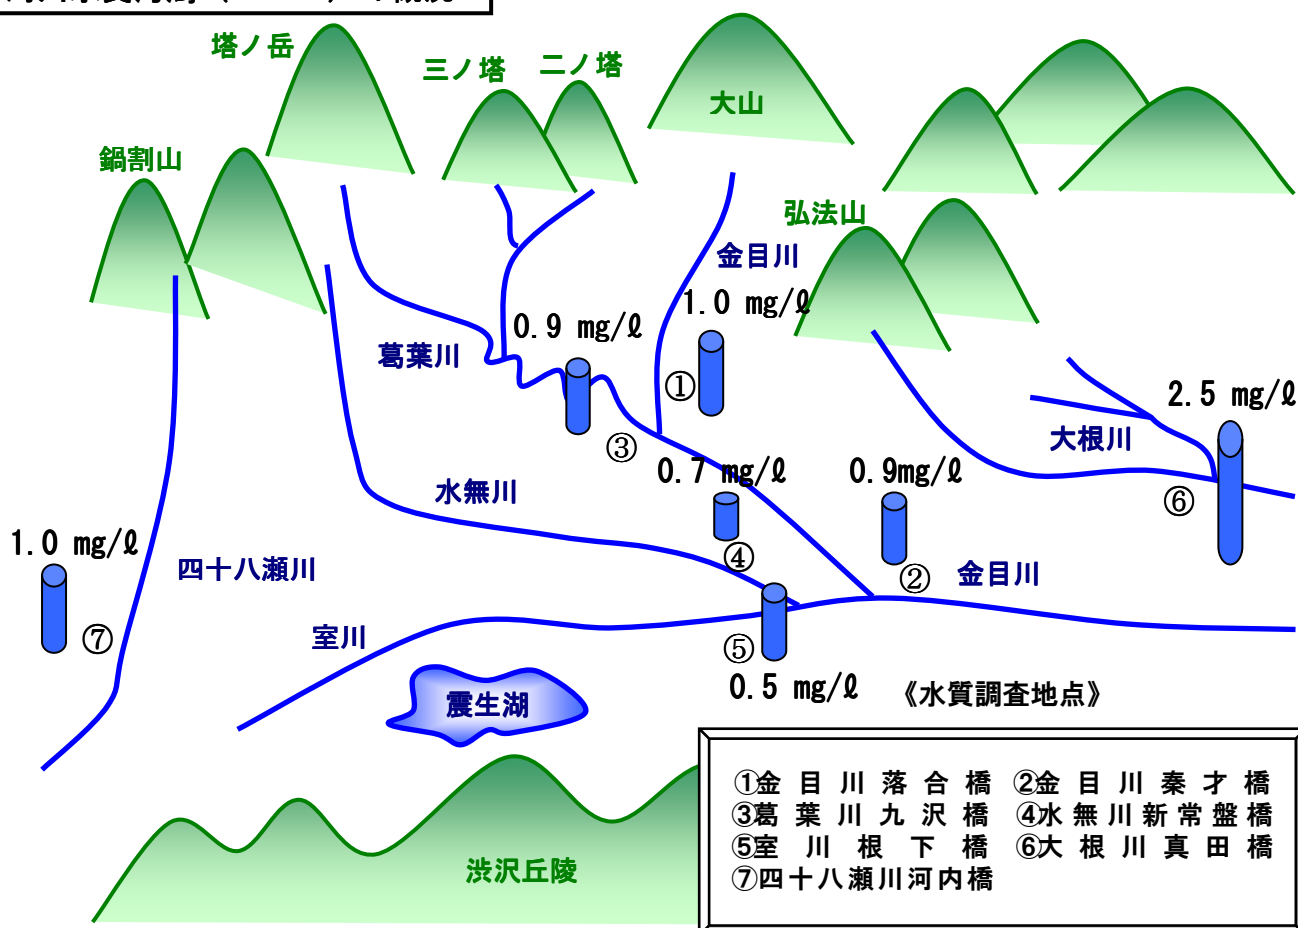 塔ノ岳
三ノ塔
二ノ塔
大山
鍋割山
弘法山
金目川
1.0 mg/ℓ
0.9 mg/ℓ
葛葉川
①
2.5 mg/ℓ
大根川
③
0.7 mg/ℓ
0.9mg/ℓ
水無川
⑥
1.0 mg/ℓ
四十八瀬川
④
②
金目川
⑦
室川
⑤
0.5 mg/ℓ
震生湖
《水質調査地点》
①金目川落合橋 ②金目川秦才橋
③葛葉川九沢橋 ④水無川新常盤橋
⑤室川根下橋 ⑥大根川真田橋
⑦四十八瀬川河内橋
渋沢丘陵